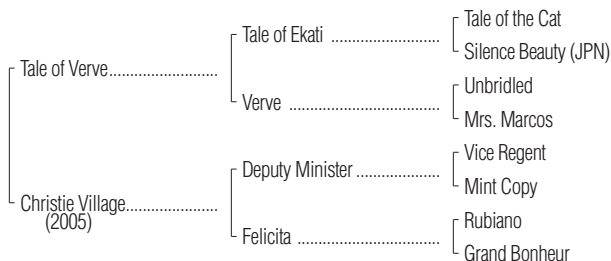 Tale of the Cat
Tale of Ekati ..........................
Silence Beauty (JPN)
Tale of Verve..............................
Unbridled
Verve ......................................
Mrs. Marcos
Vice Regent
Deputy Minister ....................
Mint Copy
Christie Village.........................
(2005)
Rubiano
Felicita ...................................
Grand Bonheur